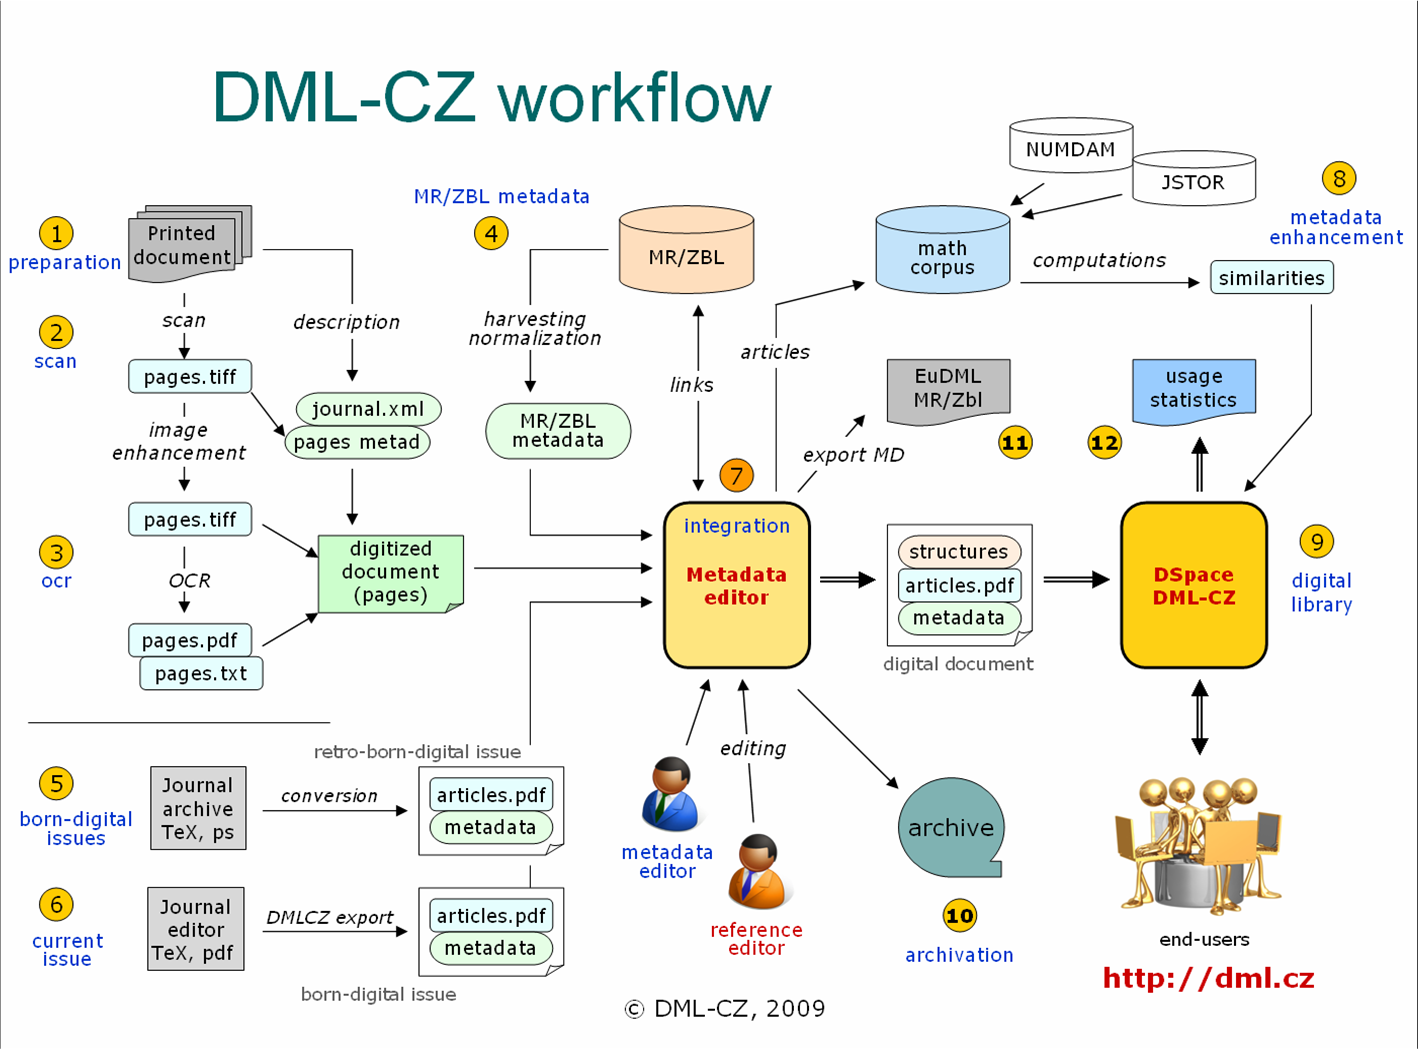 DML-CZ workflow
1
preparation
Printed
document
scan
description
2
scan
pages.tiff
journal.xml
pages metad
image
enhancement
pages.tiff
3
ocr
OCR
digitized
document
(pages)
pages.pdf
pages.txt
MR/ZBL metadata
4
MR/ZBL
harvesting
normalization
links
MR/ZBL
metadata
NUMDAM
JSTOR
math
corpus
computations
8
metadata
enhancement
similarities
articles
EuDML
MR/Zbl
11
export MD
usage
statistics
12
7
integration
Metadata
editor
structures
articles.pdf
metadata
digital document
DSpace
DML-CZ
9
digital
library
retro-born-digital issue
5
born-digital
issues
Journal
archive
TeX, ps
conversion
articles.pdf
metadata
6
current
issue
Journal
editor
TeX, pdf
DMLCZ export
articles.pdf
metadata
born-digital issue
editing
metadata
editor
reference
editor
archive
10
archivation
end-users
http://dml.cz
© DML-CZ, 2009